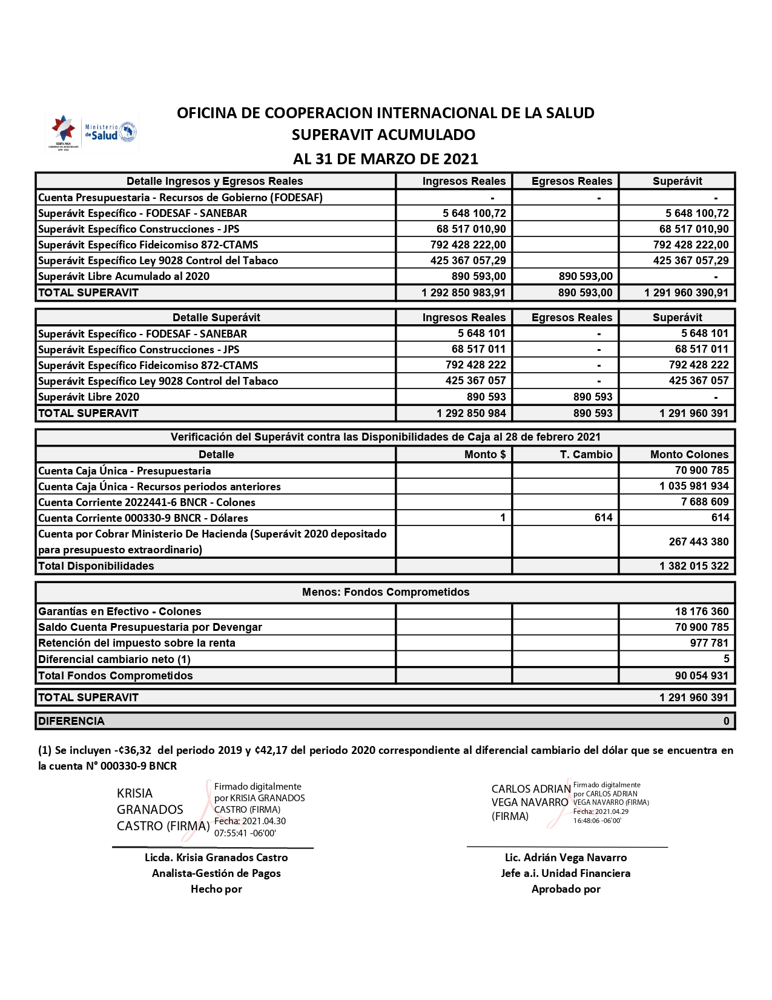 OFICINA DE COOPERACION INTERNACIONAL DE LA SALUD
SUPERAVIT ACUMULADO
AL 31 DE MARZO DE 2021
COSTA RICA
GOBIERNO DEL BICENTENARIO
Ministerio
de Salud
Detalle Ingresos y Egresos Reales Ingresos Reales Egresos Reales Superávit
Cuenta Presupuestaria - Recursos de Gobierno (FODESAF) - - -
Superávit Específico - FODESAF - SANEBAR 5 648 100,72 5 648 100,72
Superávit Específico Construcciones - JPS 68 517 010,90 68 517 010,90
Superávit Específico Fideicomiso 872-CTAMS 792 428 222,00 792 428 222,00
Superávit Específico Ley 9028 Control del Tabaco 425 367 057,29 425 367 057,29
Superávit Libre Acumulado al 2020 890 593,00 890 593,00 -
TOTAL SUPERAVIT 1 292 850 983,91 890 593,00 1 291 960 390,91
Detalle Superávit Ingresos Reales Egresos Reales Superávit
Superávit Específico - FODESAF - SANEBAR 5 648 101 - 5 648 101
Superávit Específico Construcciones - JPS 68 517 011 - 68 517 011
Superávit Específico Fideicomiso 872-CTAMS 792 428 222 - 792 428 222
Superávit Específico Ley 9028 Control del Tabaco 425 367 057 - 425 367 057
Superávit Libre 2020 890 593 890 593 -
TOTAL SUPERAVIT 1 292 850 984 890 593 1 291 960 391
Verificación del Superávit contra las Disponibilidades de Caja al 28 de febrero 2021
Detalle Monto $ T. Cambio Monto Colones
Cuenta Caja Única - Presupuestaria 70 900 785
Cuenta Caja Única - Recursos periodos anteriores 1 035 981 934
Cuenta Corriente 2022441-6 BNCR - Colones 7 688 609
Cuenta Corriente 000330-9 BNCR - Dólares 1 614 614
Cuenta por Cobrar Ministerio De Hacienda (Superávit 2020 depositado
para presupuesto extraordinario) 267 443 380
Total Disponibilidades 1 382 015 322
Menos: Fondos Comprometidos
Garantías en Efectivo - Colones 18 176 360
Saldo Cuenta Presupuestaria por Devengar 70 900 785
Retención del impuesto sobre la renta 977 781
Diferencial cambiario neto (1) 5
Total Fondos Comprometidos 90 054 931
TOTAL SUPERAVIT 1 291 960 391
DIFERENCIA 0
(1) Se incluyen -¢36,32 del periodo 2019 y ¢42,17 del periodo 2020 correspondiente al diferencial cambiario del dólar que se encuentra en
la cuenta N° 000330-9 BNCR
KRISIA
GRANADOS
CASTRO (FIRMA)
Firmado digitalmente
por KRISIA GRANADOS
CASTRO (FIRMA)
Fecha: 2021.04.30
07:55:41 -06'00'
Licda. Krisia Granados Castro
Analista-Gestión de Pagos
Hecho por
CARLOS ADRIAN
VEGA NAVARRO
(FIRMA)
Firmado digitalmente
por CARLOS ADRIAN
VEGA NAVARRO (FIRMA)
Fecha: 2021.04.29
16:48:06 -06'00'
Lic. Adrián Vega Navarro
Jefe a.i. Unidad Financiera
Aprobado por